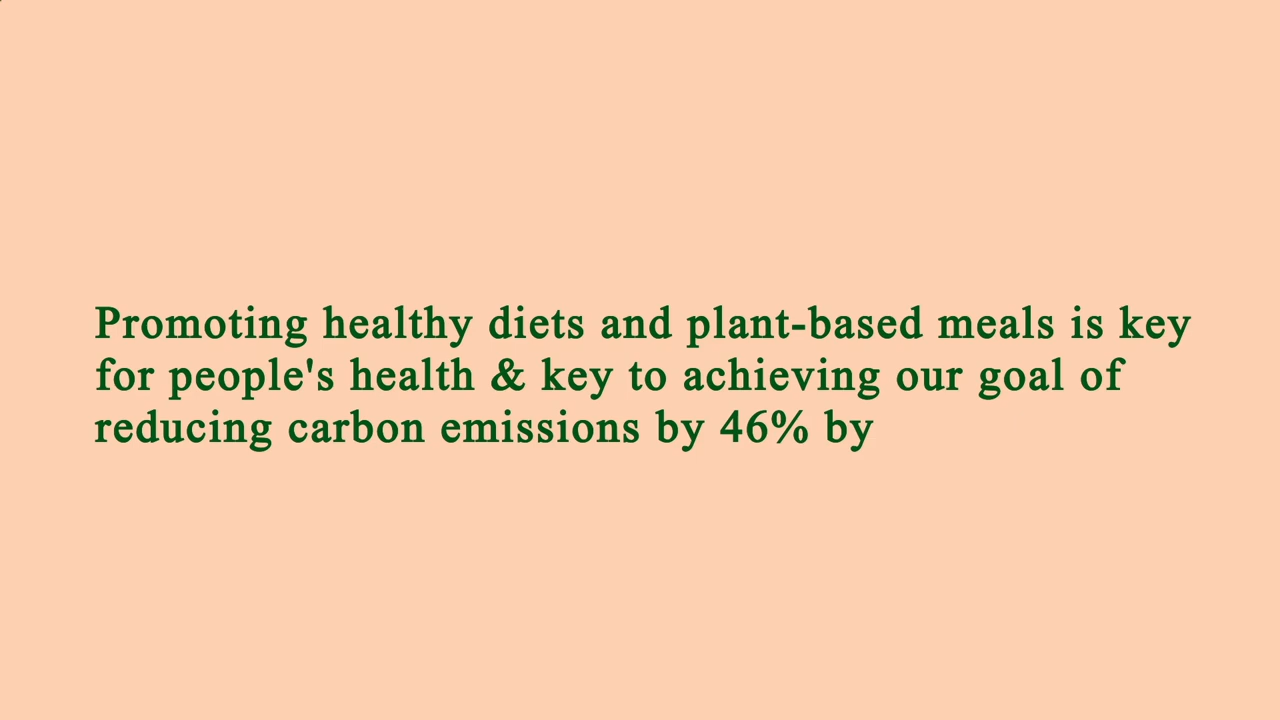 Promoting healthy diets and plant-based meals is key
for people's health & key to achieving our goal of
reducing carbon emissions by 46% by